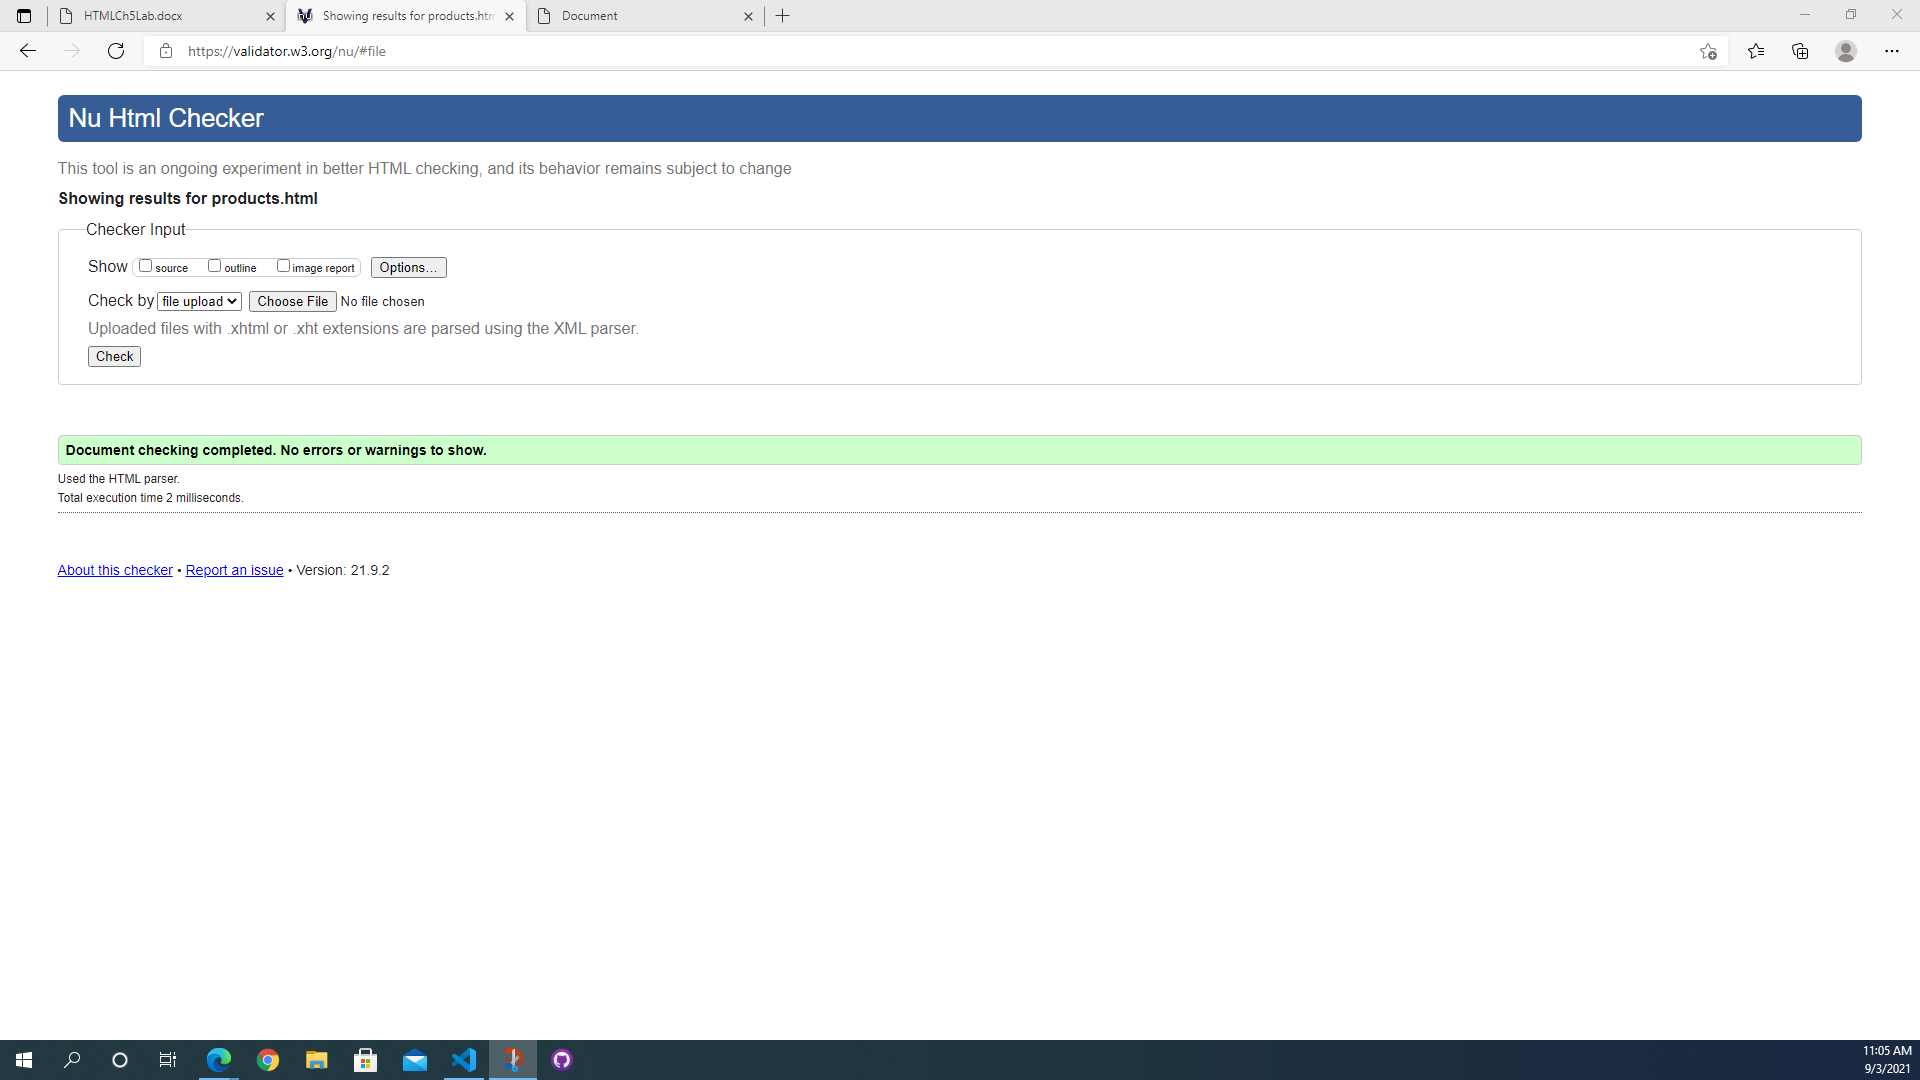 HTMLCh5Lab.docx
nu Showing results for products.htm
Document
https://validator.w3.org/nu/#file
Nu Html Checker
This tool is an ongoing experiment in better HTML checking, and its behavior remains subject to change
Showing results for products.html
Checker Input
Show source outline image report Options...
Check by file upload Choose File No file chosen
Uploaded files with .xhtml or .xht extensions are parsed using the XML parser.
Check
Document checking completed. No errors or warnings to show.
Used the HTML parser.
Total execution time 2 milliseconds.
About this checker • Report an issue • Version: 21.9.2
11:05 AM
9/3/2021